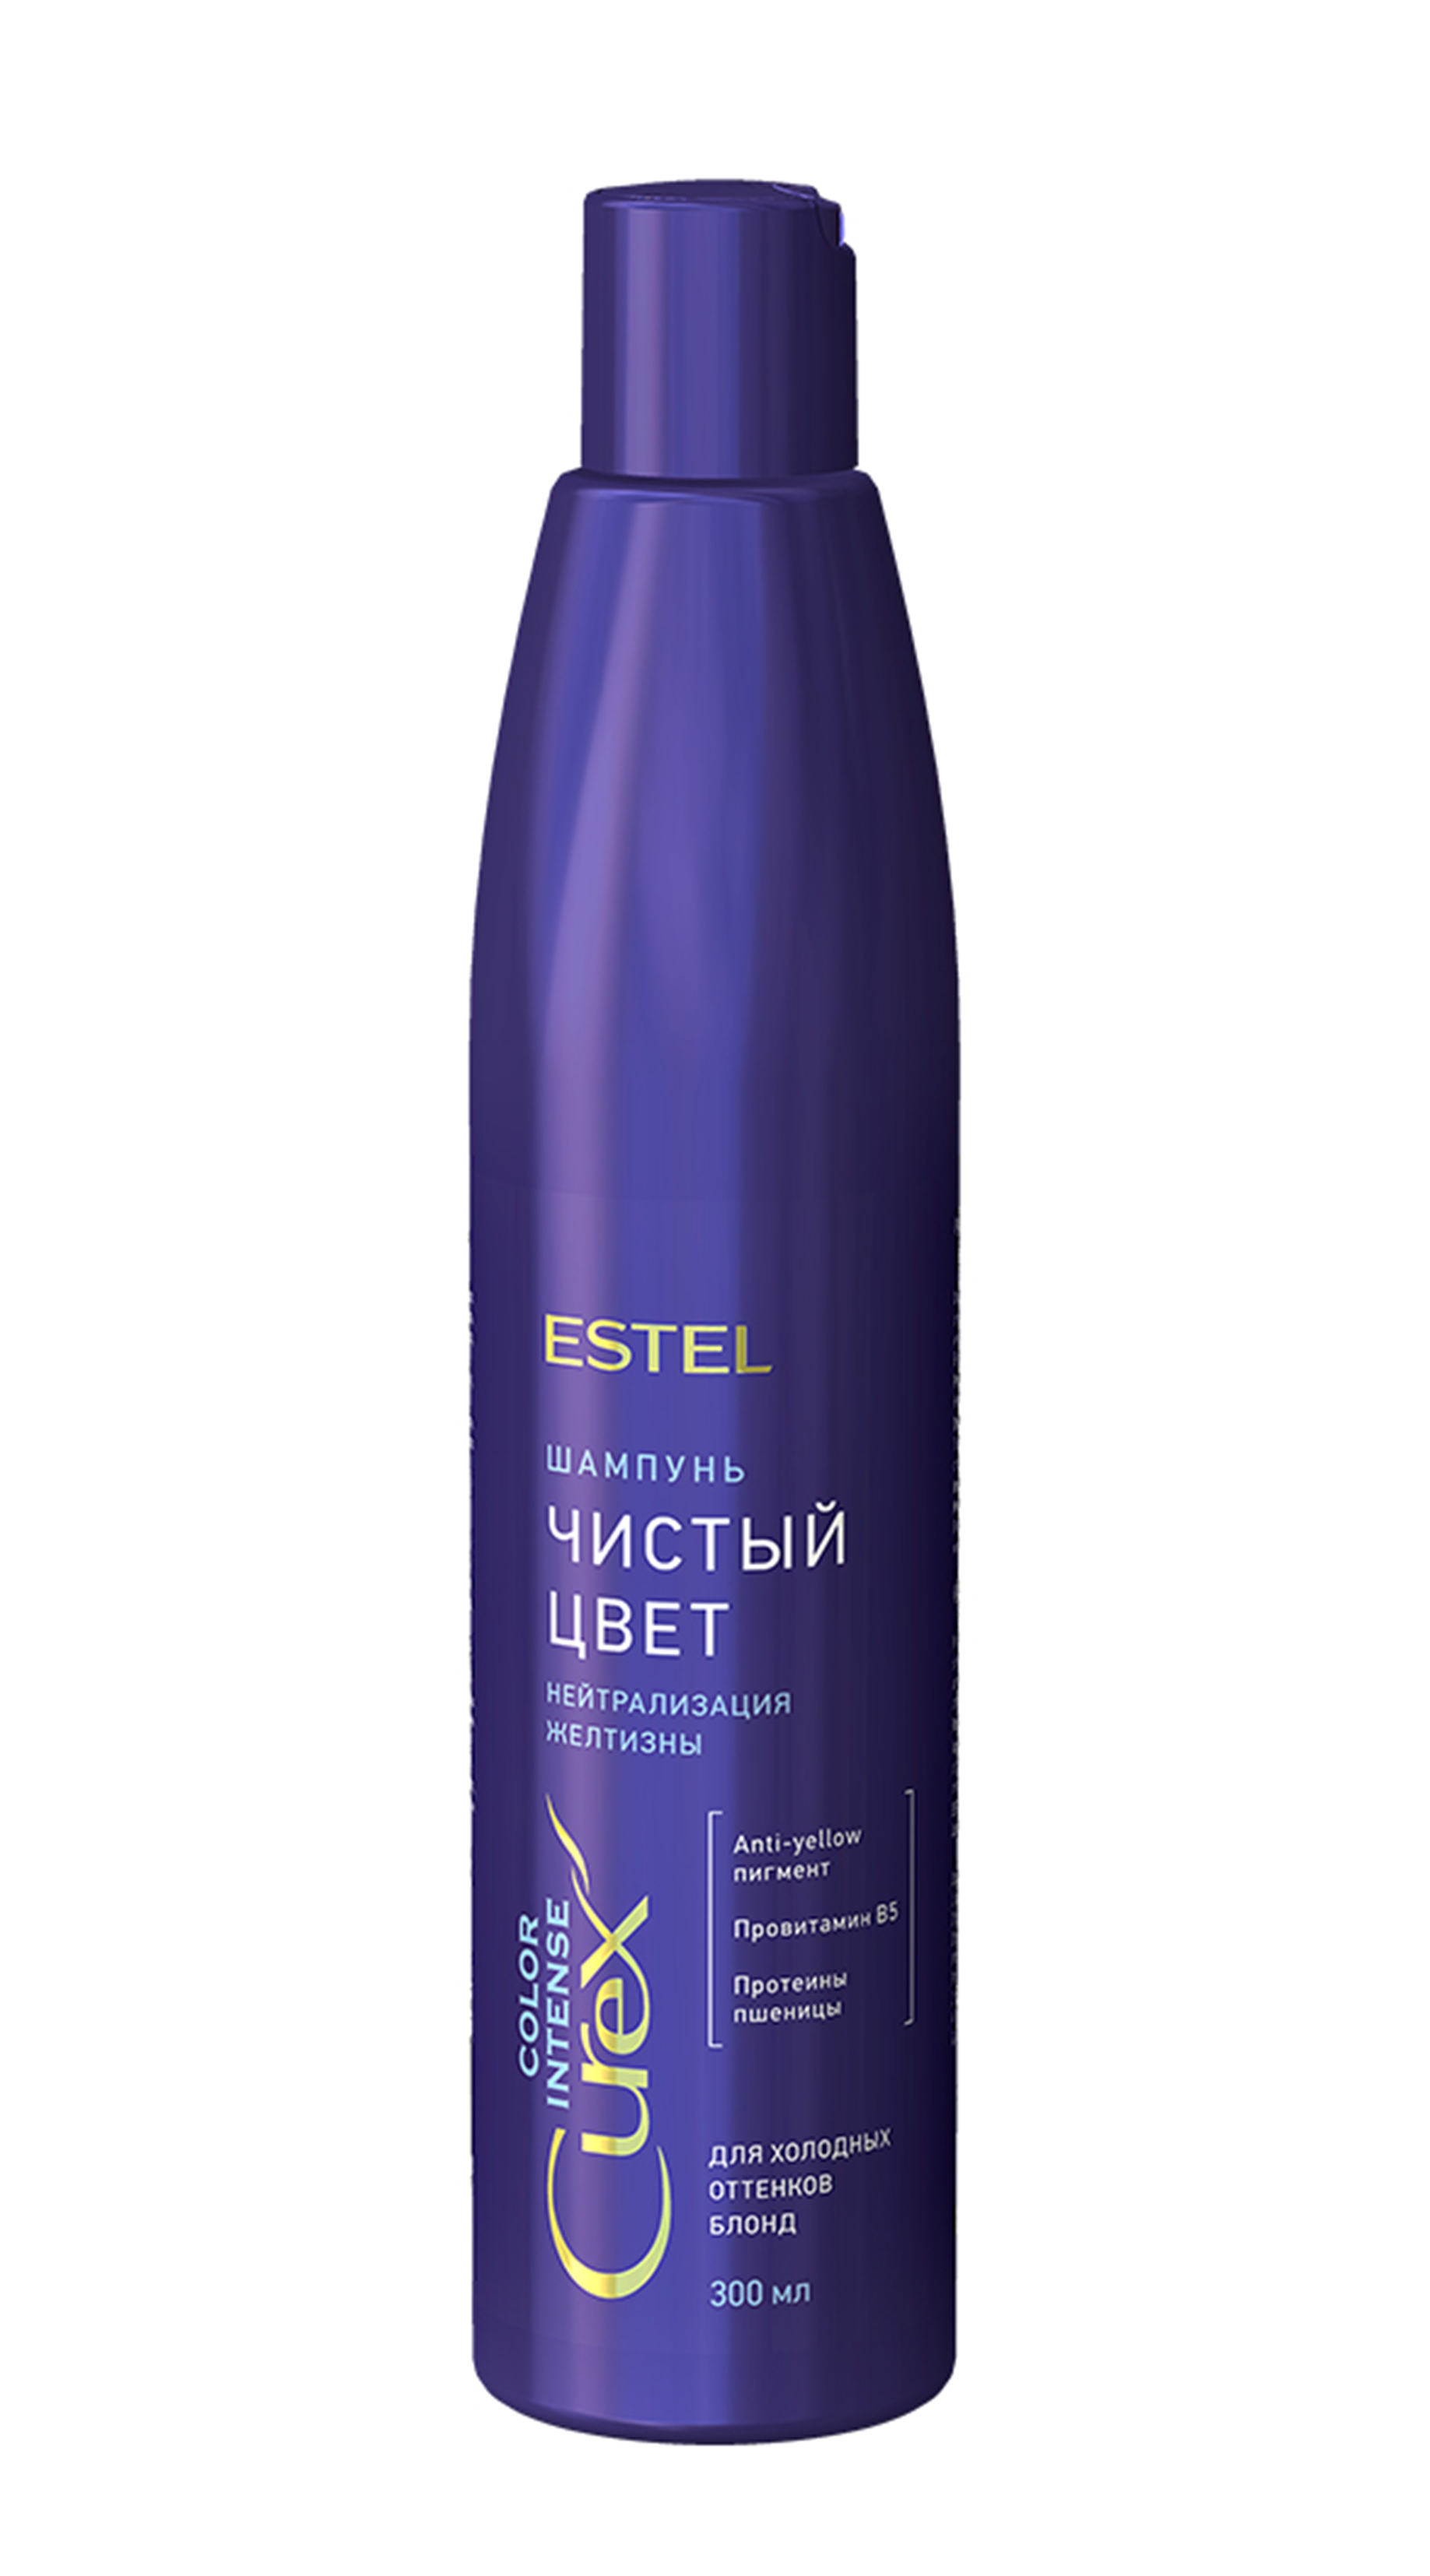 ESTEL
ШАМПУНЬ
ЧИСТЫЙ
ЦВЕТ
НЕЙТРАЛИЗАЦИЯ
ЖЕЛТИЗНЫ
Anti-yellow
пигмент
Провитамин B5
Протеины
пшеницы
COLOR
INTENSE
Curex
ДЛЯ ХОЛОДНЫХ
ОТТЕНКОВ
БЛОНД
300 мл